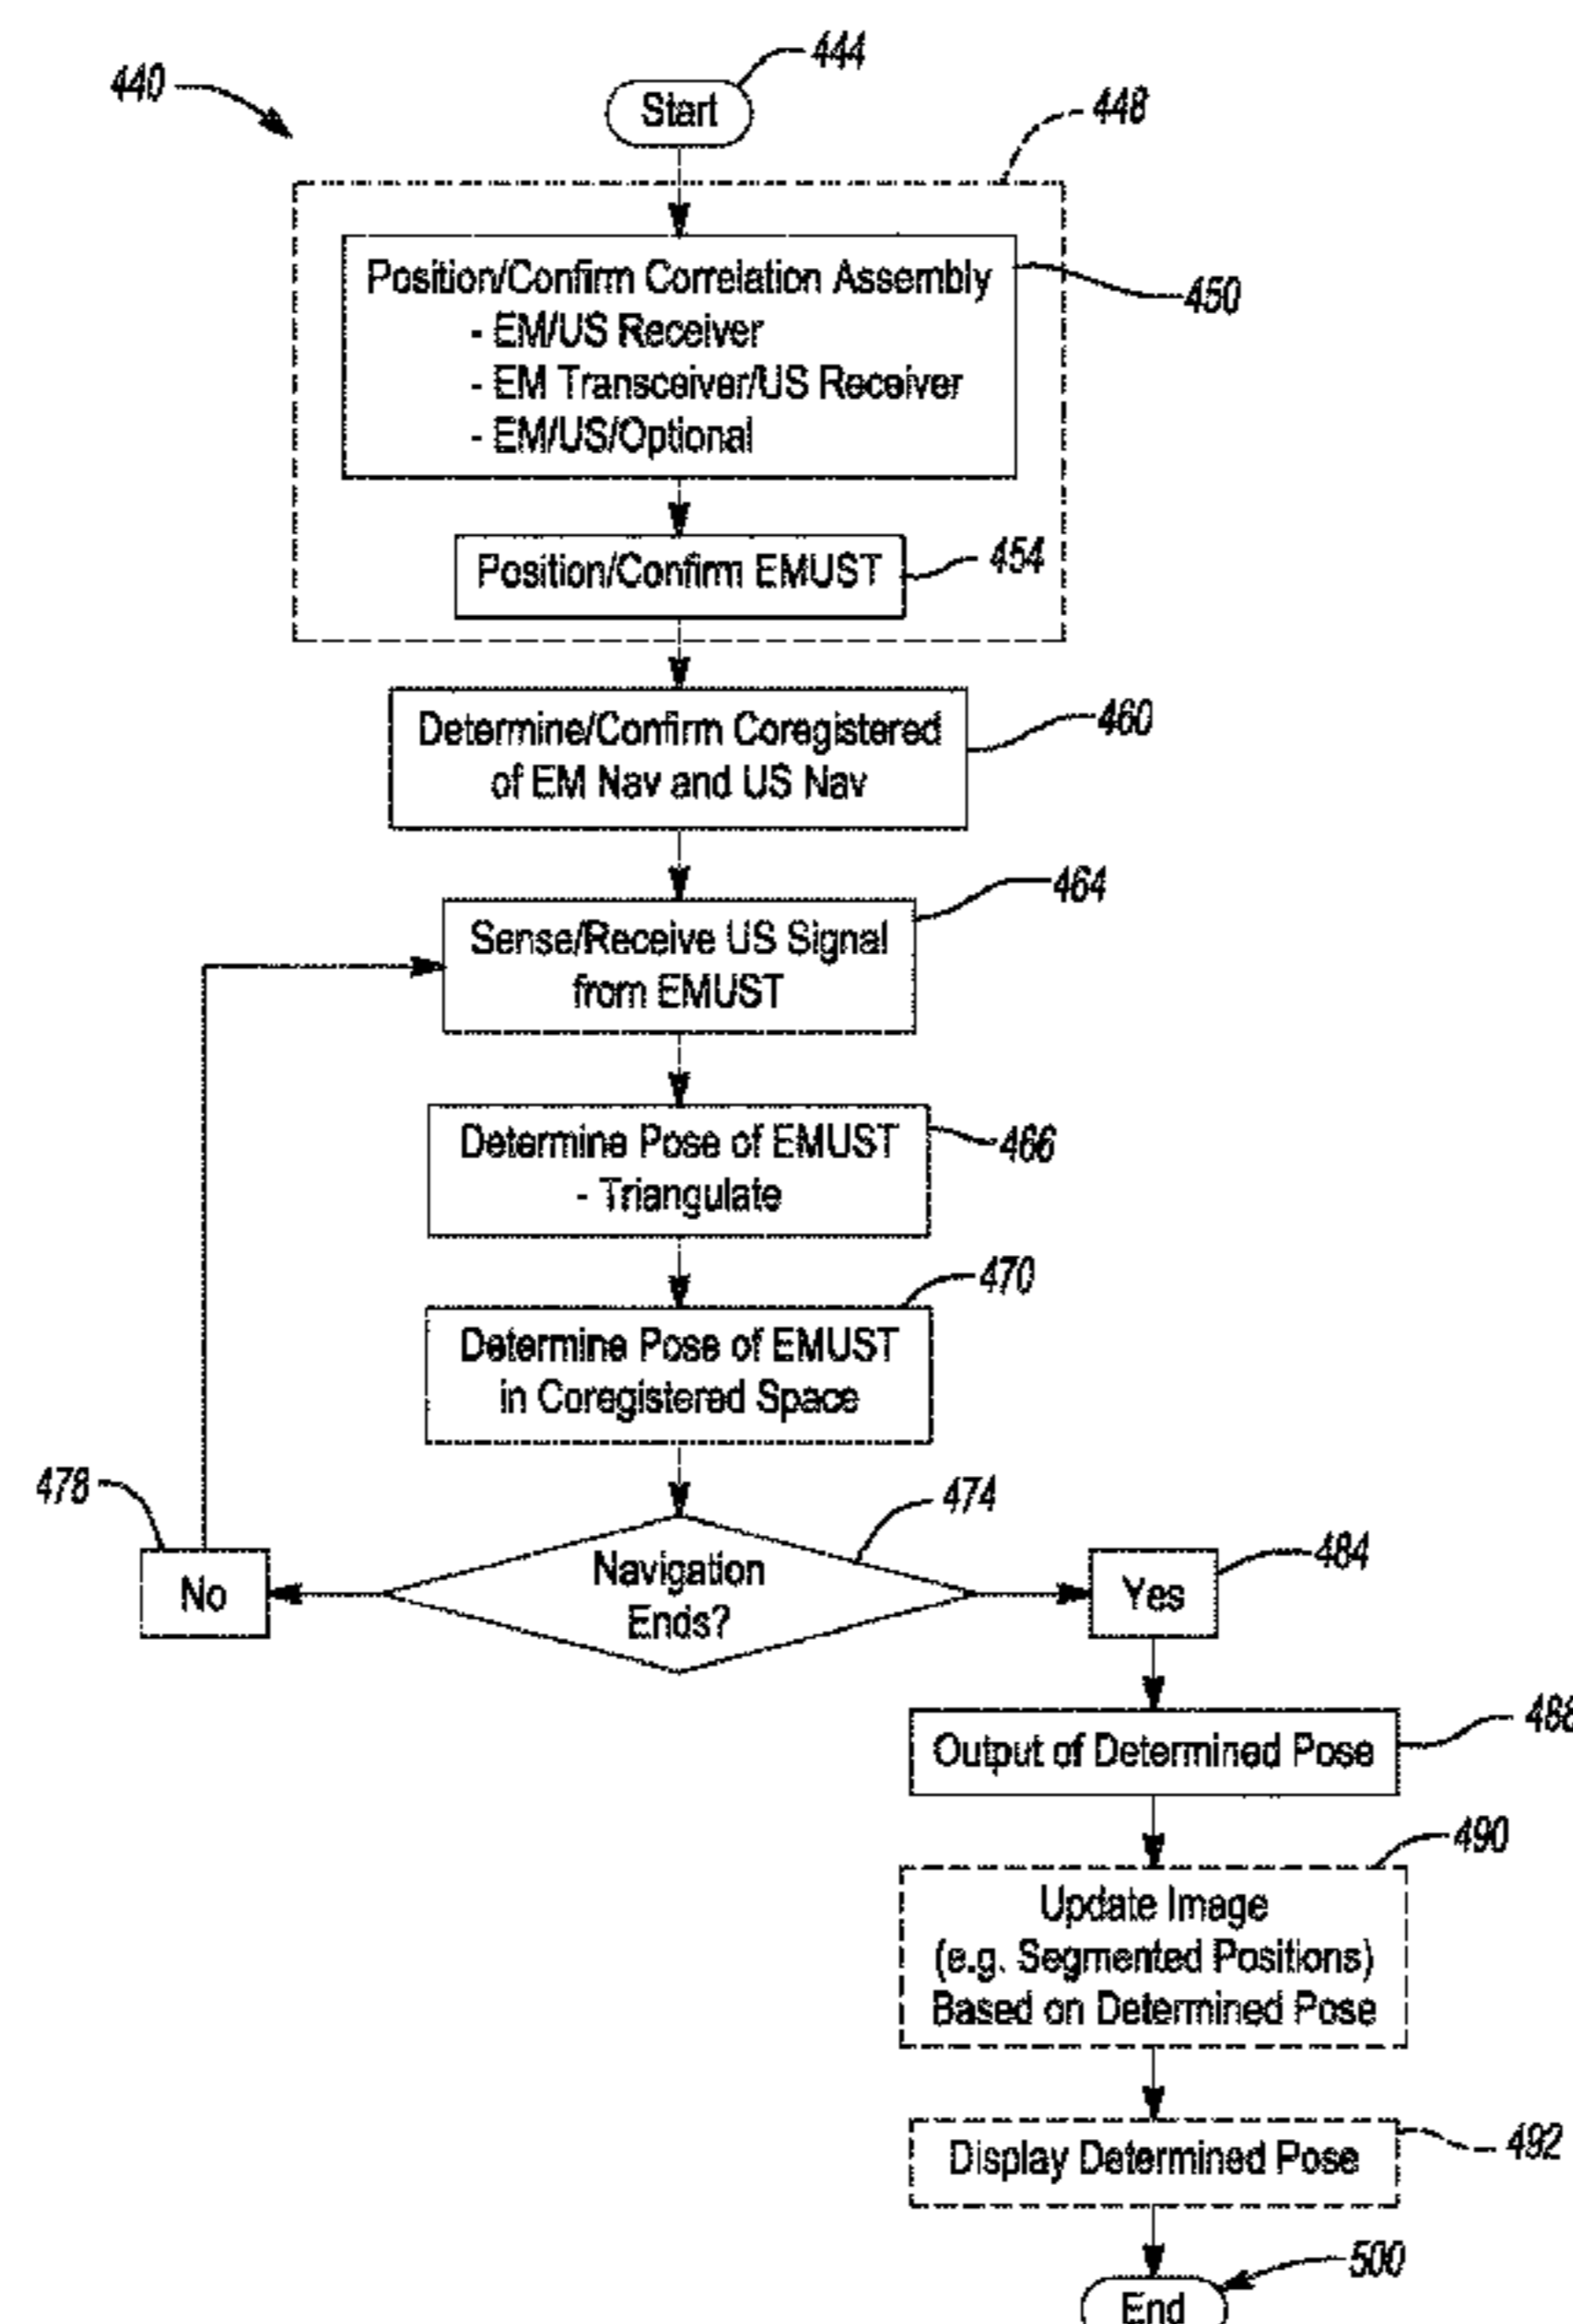 440
444
Start
448
Position/Confirm Correlation Assembly
- EM/US Receiver
- EM Transceiver/US Receiver
- EM/US/Optional
450
Position/Confirm EMUST
454
Determine/Confirm Coregistered
of EM Nav and US Nav
460
464
Sense/Receive US Signal
from EMUST
Determine Pose of EMUST
- Triangulate
466
470
Determine Pose of EMUST
in Coregistered Space
478
No
474
Navigation
Ends?
484
Yes
Output of Determined Pose
488
490
Update Image
(e.g. Segmented Positions)
Based on Determined Pose
Display Determined Pose
492
500
End